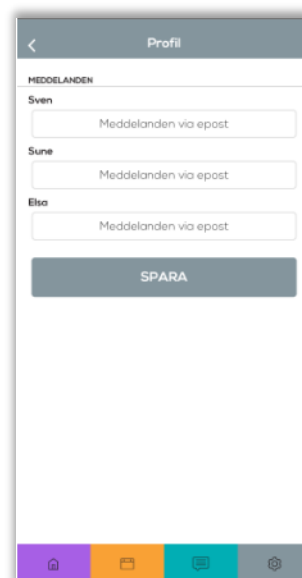 Profil
MEDDELANDEN
Sven
Meddelanden via epost
Sune
Meddelanden via epost
Elsa
Meddelanden via epost
SPARA